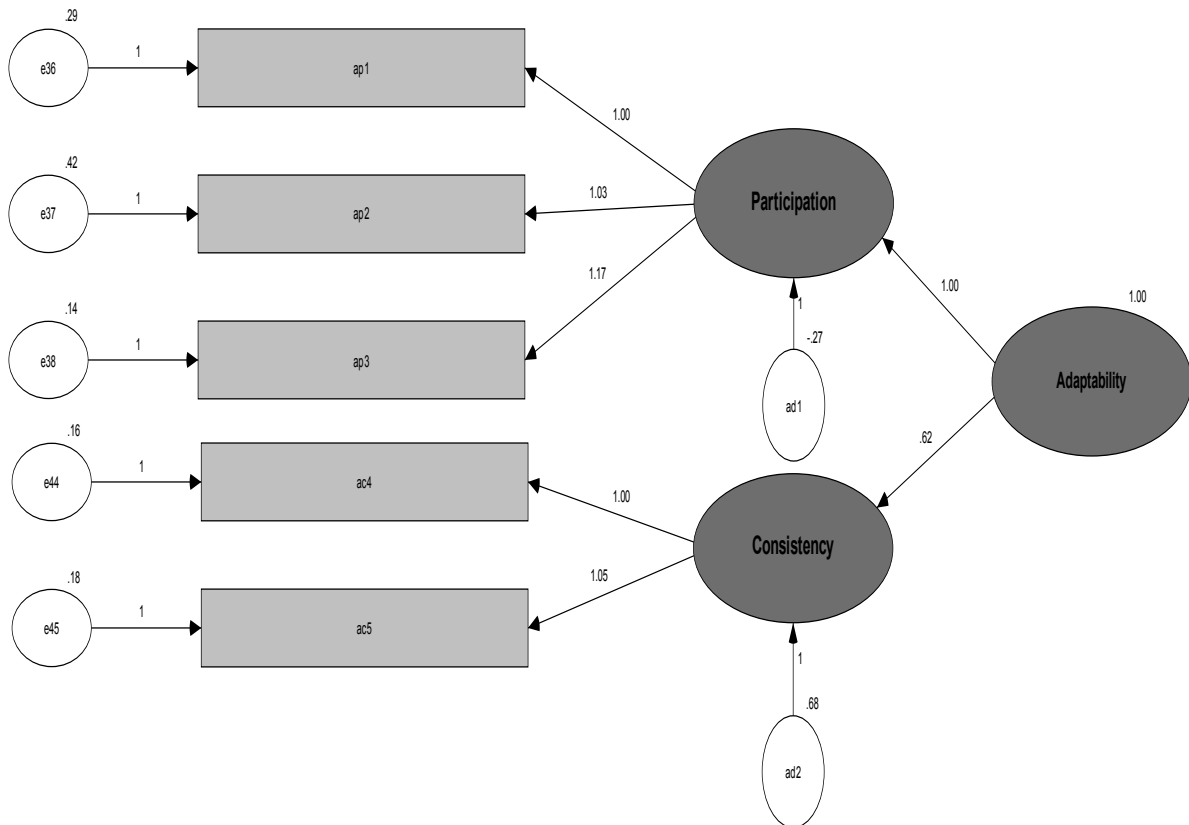 .29
e36
1
ap1
1.00
.42
e37
1
ap2
1.03
Participation
.14
e38
1
ap3
1.17
1
-.27
ad1
1.00
1.00
Adaptability
.16
e44
1
ac4
1.00
.62
Consistency
.18
e45
1
ac5
1.05
1
.68
ad2